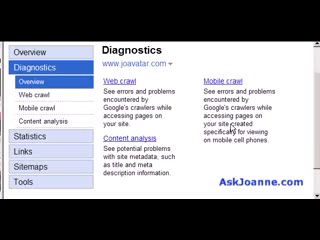 Overview
Diagnostics
Overview
Web crawl
Mobile crawl
Content analysis
Statistics
Links
Sitemaps
Tools
Diagnostics
www.joavatar.com
Web crawl
See errors and problems
encountered by
Google's crawlers while
accessing pages on
your site.
Mobile crawl
See errors and problems
encountered by
Google's crawlers while
accessing pages on
your site created
specifically for viewing
on mobile cell phones.
Content analysis
See potential problems
with site metadata, such
as title and meta
description information.
AskJoanne.com